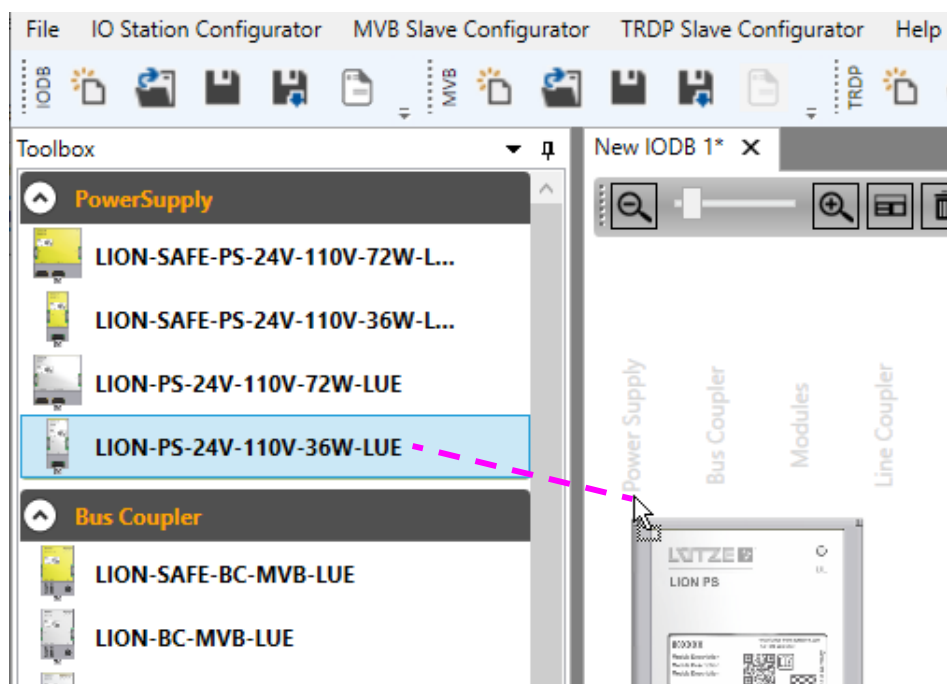 File IO Station Configurator MVB Slave Configurator TRDP Slave Configurator Help
IODB MVB TRDP
Toolbox
New IODB 1*
PowerSupply
LION-SAFE-PS-24V-110V-72W-L...
LION-SAFE-PS-24V-110V-36W-L...
LION-PS-24V-110V-72W-LUE
LION-PS-24V-110V-36W-LUE
Bus Coupler
LION-SAFE-BC-MVB-LUE
LION-BC-MVB-LUE
Power Supply
Bus Coupler
Modules
Line Coupler
LÜTZE
UL
LION PS